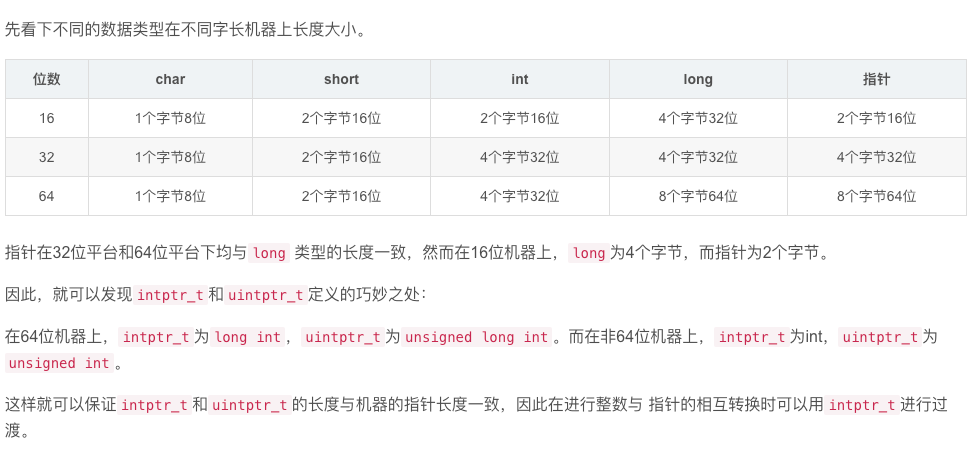 先看下不同的数据类型在不同字长机器上长度大小。
位数 char short int long 指针
16 1个字节8位 2个字节16位 2个字节16位 4个字节32位 2个字节16位
32 1个字节8位 2个字节16位 4个字节32位 4个字节32位 4个字节32位
64 1个字节8位 2个字节16位 4个字节32位 8个字节64位 8个字节64位
指针在32位平台和64位平台下均与 long 类型的长度一致，然而在16位机器上， long 为4个字节，而指针为2个字节。
因此，就可以发现 intptr_t 和 uintptr_t 定义的巧妙之处：
在64位机器上， intptr_t 为 long int ， uintptr_t 为 unsigned long int 。而在非64位机器上， intptr_t 为int， uintptr_t 为
unsigned int 。
这样就可以保证 intptr_t 和 uintptr_t 的长度与机器的指针长度一致，因此在进行整数与 指针的相互转换时可以用 intptr_t 进行过
渡。